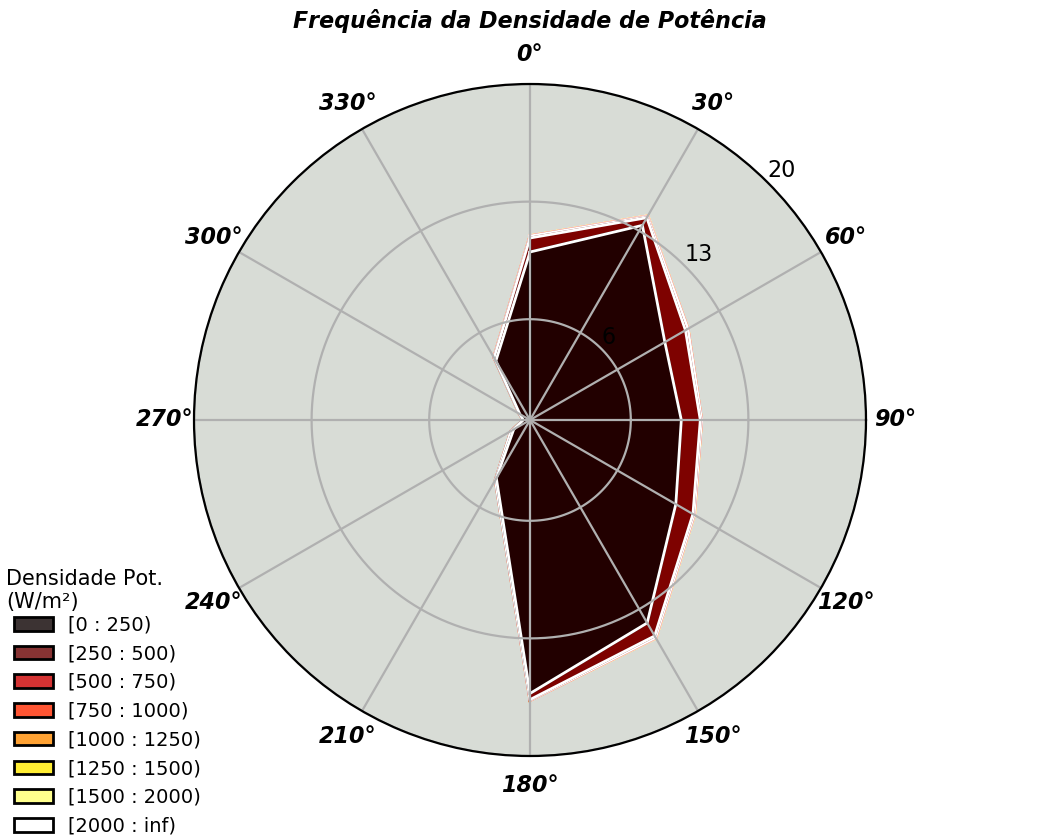 Frequência da Densidade de Potência
0°
330°
30°
20
300°
60°
13
6
270°
90°
240°
120°
210°
150°
180°
Densidade Pot.
(W/m²)
[0 : 250)
[250 : 500)
[500 : 750)
[750 : 1000)
[1000 : 1250)
[1250 : 1500)
[1500 : 2000)
[2000 : inf)